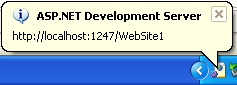 ASP.NET Development Server
http://localhost:1247/WebSite1